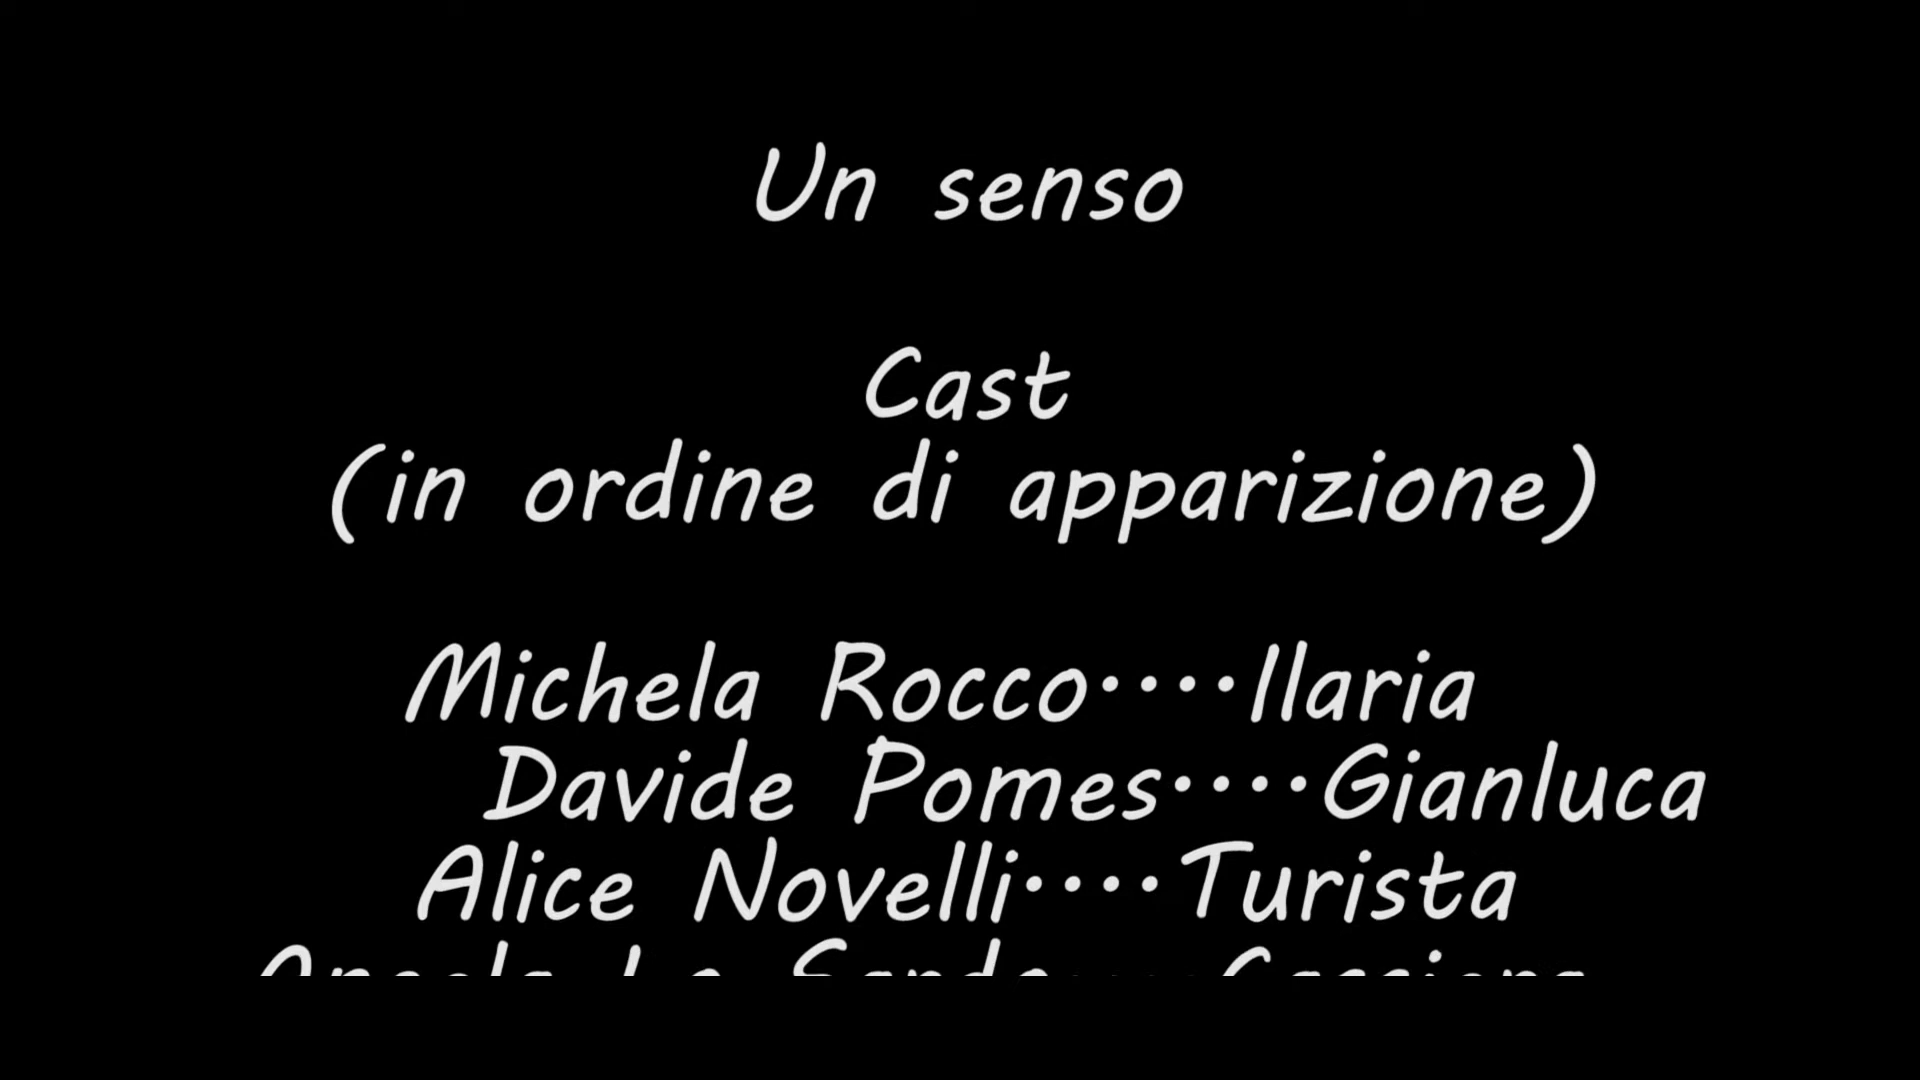 Un senso
Cast
(in ordine di apparizione)
Michela Rocco····Ilaria
Davide Pomes····Gianluca
Alice Novelli····Turista